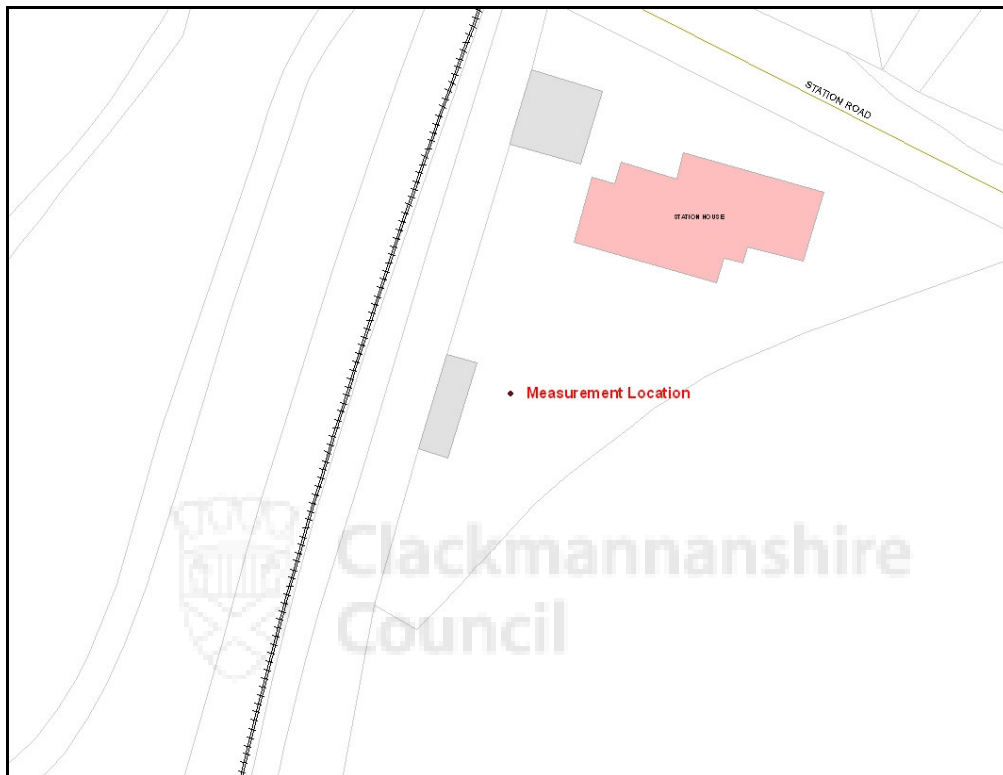 STATION ROAD
STATION HOUSE
Measurement Location
Clackmannanshire
Council